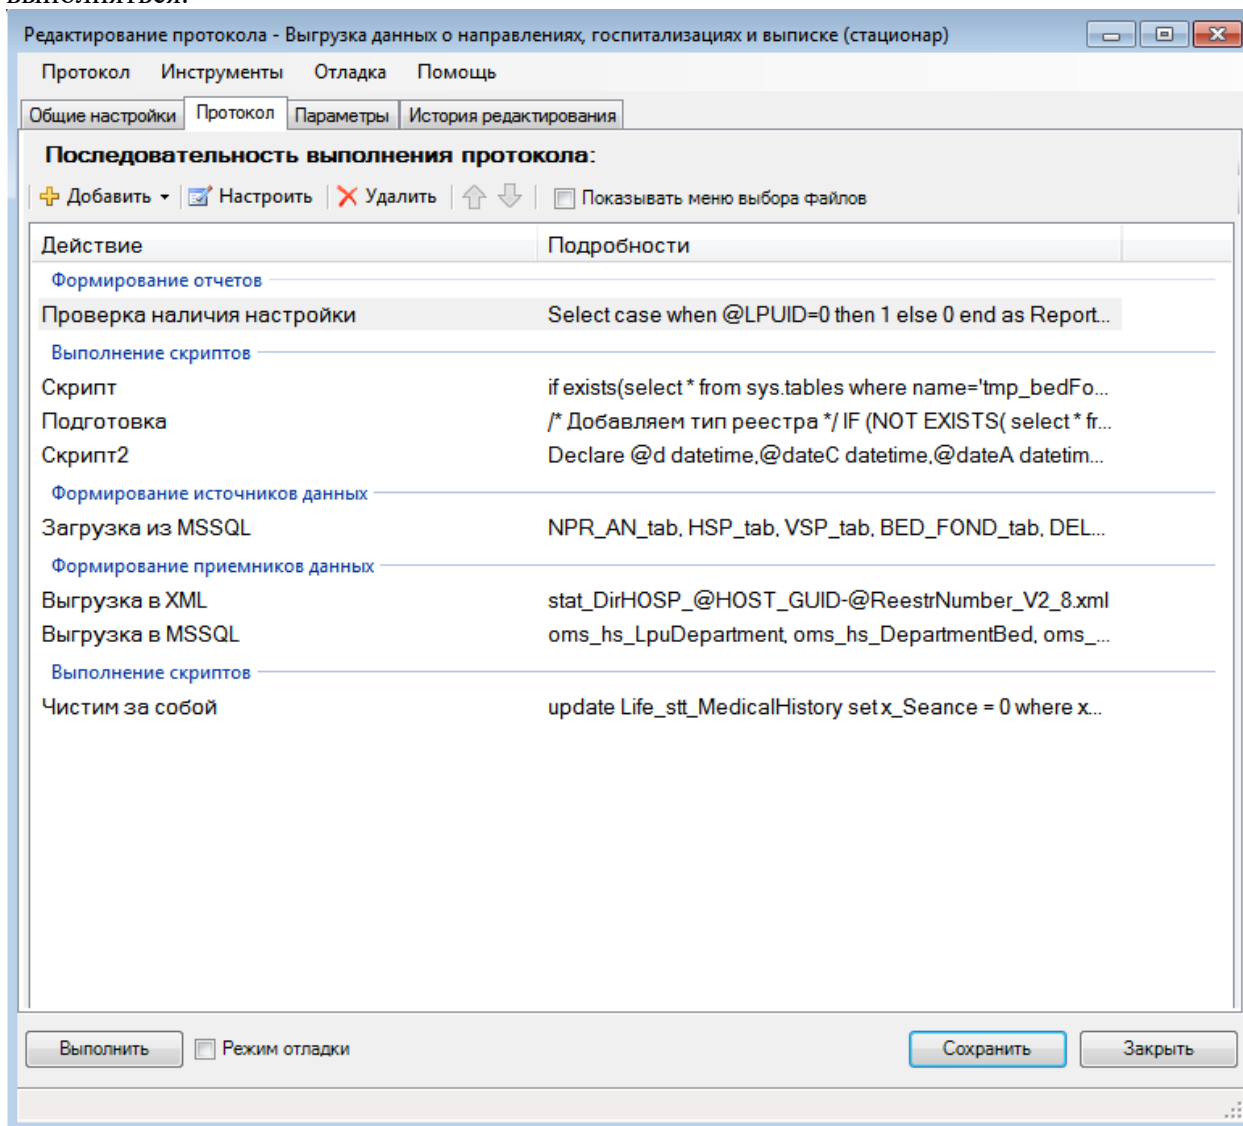 выполняться.
Редактирование протокола - Выгрузка данных о направлениях, госпитализациях и выписке (стационар)
Протокол Инструменты Отладка Помощь
Общие настройки Протокол Параметры История редактирования
Последовательность выполнения протокола:
Добавить Настроить Удалить Показывать меню выбора файлов
Действие Подробности
Формирование отчетов
Проверка наличия настройки Select case when @LPUID=0 then 1 else 0 end as Report...
Выполнение скриптов
Скрипт if exists(select * from sys.tables where name='tmp_bedFo...
Подготовка /* Добавляем тип реестра */ IF (NOT EXISTS( select * fr...
Скрипт2 Declare @d datetime,@dateC datetime,@dateA datetim...
Формирование источников данных
Загрузка из MSSQL NPR_AN_tab, HSP_tab, VSP_tab, BED_FOND_tab, DEL...
Формирование приемников данных
Выгрузка в XML stat_DirHOSP_@HOST_GUID-@ReestrNumber_V2_8.xml
Выгрузка в MSSQL oms_hs_LpuDepartment, oms_hs_DepartmentBed, oms_...
Выполнение скриптов
Чистим за собой update Life_stt_MedicalHistory set x_Seance = 0 where x...
Выполнить Режим отладки Сохранить Закрыть